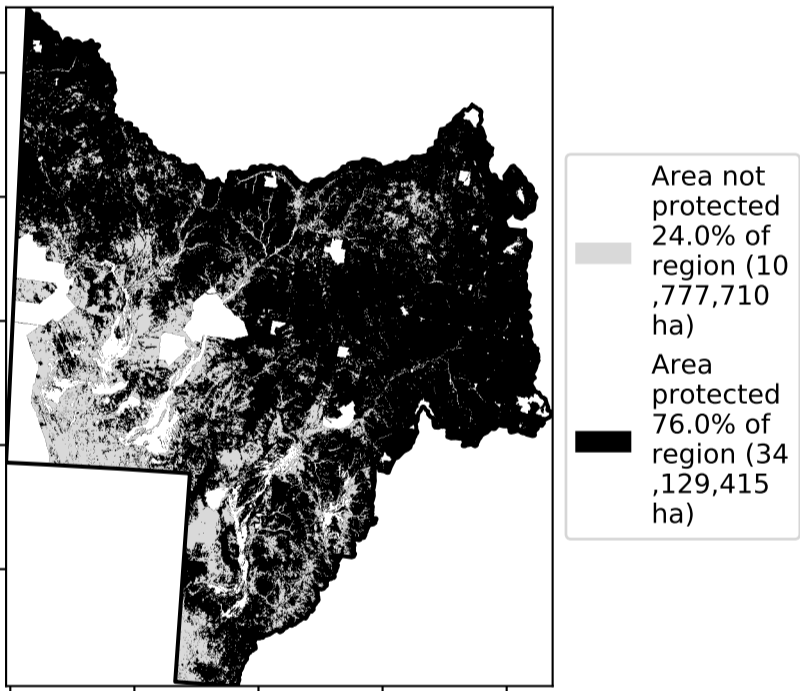 Area not
protected
24.0% of
region (10
,777,710
ha)
Area
protected
76.0% of
region (34
,129,415
ha)